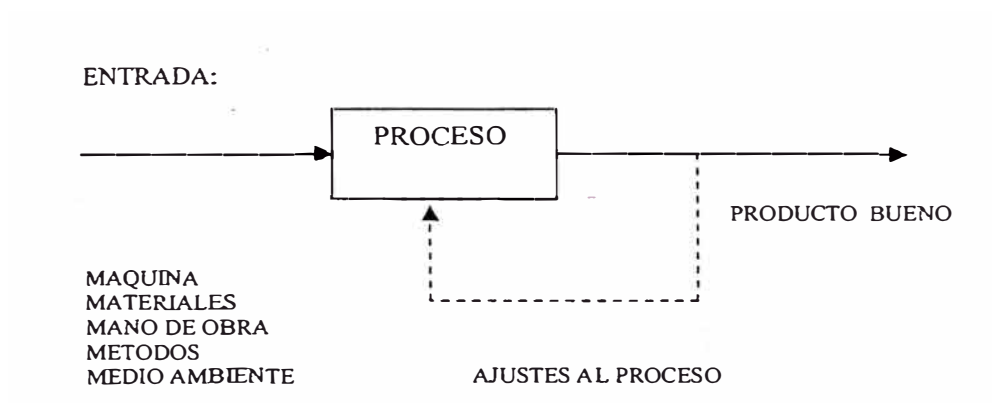 ENTRADA:
PROCESO
PRODUCTO BUENO
MAQUINA
MATERIALES
MANO DE OBRA
METODOS
MEDIO AMBIENTE
AJUSTES AL PROCESO